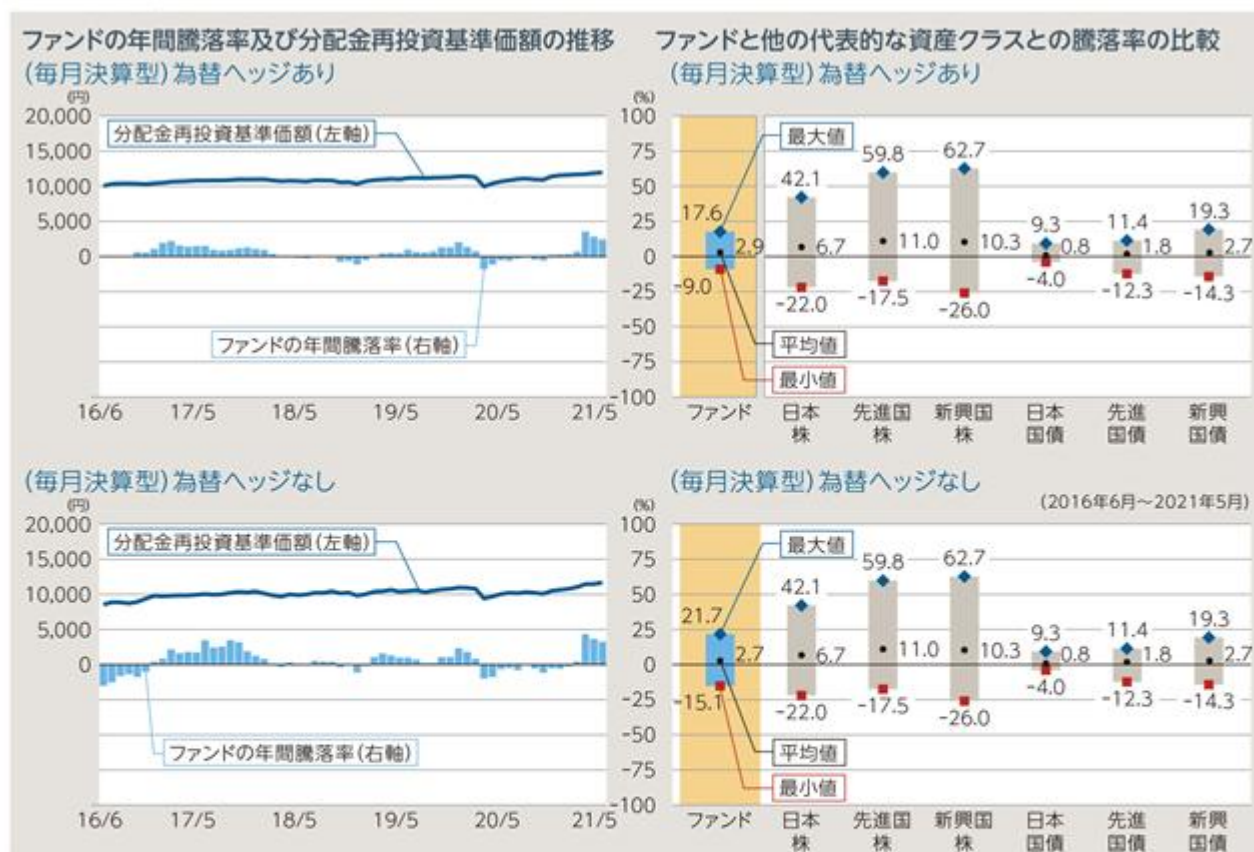 ファンドの年間騰落率及び分配金再投資基準価額の推移
(毎月決算型)為替ヘッジあり
(円)
20,000
15,000
10,000
5,000
0
分配金再投資基準価額(左軸)
ファンドの年間騰落率(右軸)
16/6 17/5 18/5 19/5 20/5 21/5
ファンドと他の代表的な資産クラスとの騰落率の比較
(毎月決算型)為替ヘッジあり
(%)
100
75
50
25
0
-25
-50
-75
-100
最大値
平均値
最小値
17.6 42.1 59.8 62.7 9.3 11.4 19.3
2.9 6.7 11.0 10.3 0.8 1.8 2.7
-9.0 -22.0 -17.5 -26.0 -4.0 -12.3 -14.3
ファンド 日本 先進国 新興国 日本 先進 新興
株 株 株 国債 国債 国債
(毎月決算型)為替ヘッジなし
(円)
20,000
15,000
10,000
5,000
0
分配金再投資基準価額(左軸)
ファンドの年間騰落率(右軸)
16/6 17/5 18/5 19/5 20/5 21/5
(毎月決算型)為替ヘッジなし
(2016年6月～2021年5月)
(%)
100
75
50
25
0
-25
-50
-75
-100
最大値
平均値
最小値
21.7 42.1 59.8 62.7 9.3 11.4 19.3
2.7 6.7 11.0 10.3 0.8 1.8 2.7
-15.1 -22.0 -17.5 -26.0 -4.0 -12.3 -14.3
ファンド 日本 先進国 新興国 日本 先進 新興
株 株 株 国債 国債 国債